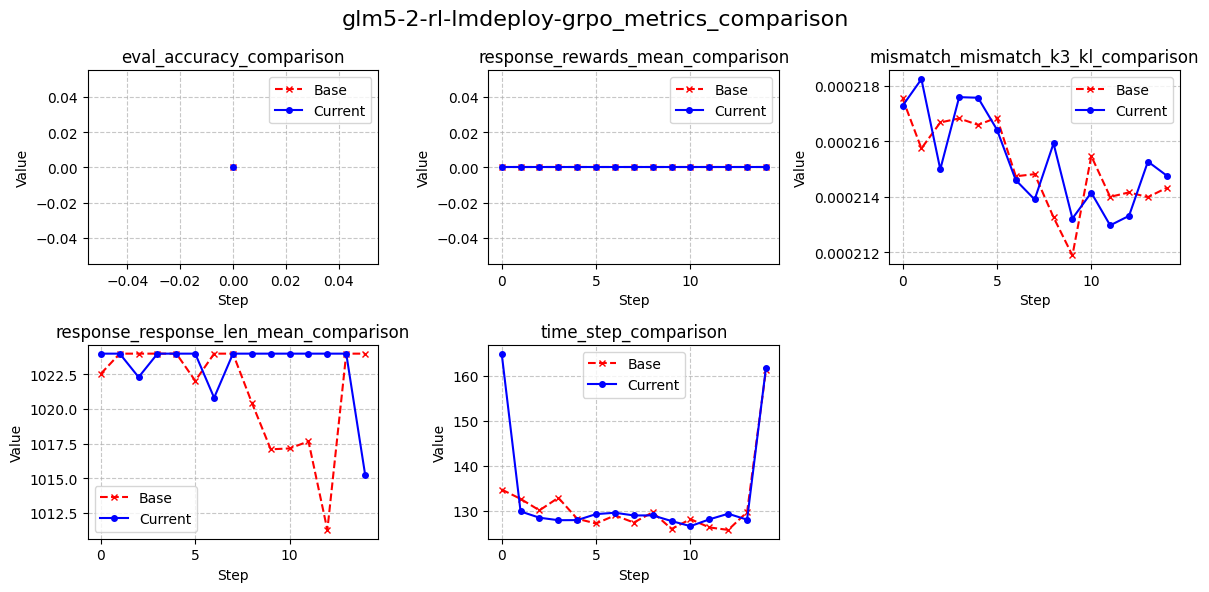 glm5-2-rl-lmdeploy-grpo_metrics_comparison
eval_accuracy_comparison
Base
Current
0.04
0.02
0.00
−0.02
−0.04
Value
−0.04
−0.02
0.00
0.02
0.04
Step
response_rewards_mean_comparison
Base
Current
0.04
0.02
0.00
−0.02
−0.04
Value
0
5
10
Step
mismatch_mismatch_k3_kl_comparison
Base
Current
0.000218
0.000216
0.000214
0.000212
Value
0
5
10
Step
response_response_len_mean_comparison
1022.5
1020.0
1017.5
1015.0
1012.5
Value
Base
Current
0
5
10
Step
time_step_comparison
Base
Current
160
150
140
130
Value
0
5
10
Step